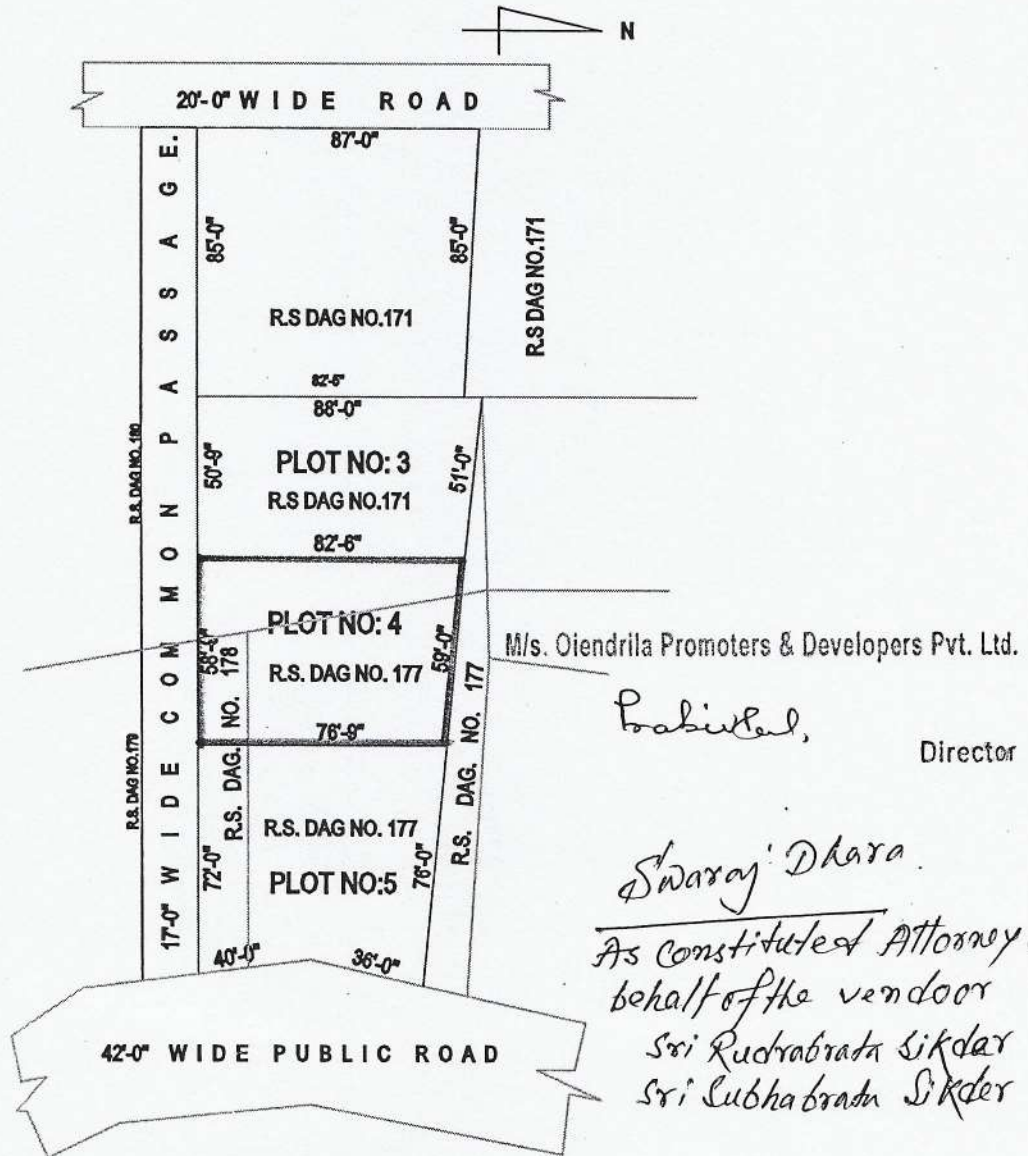 N
20'-0" WIDE ROAD
87'-0"
17'-0" WIDE COMMON PASSAGE.
85'-0"
85'-0"
R.S DAG NO.171
R.S DAG NO.171
82'-6"
88'-0"
R.S. DAG NO. 180
50'-9"
PLOT NO: 3
51'-0"
R.S DAG NO.171
82'-6"
PLOT NO: 4
59'-0"
R.S. DAG NO. 177
M/s. Oiendrila Promoters & Developers Pvt. Ltd.
76'-9"
Director
R.S. DAG NO.179
R.S. DAG. NO. 178
R.S. DAG. NO. 177
R.S. DAG NO. 177
72'-0"
76'-0"
PLOT NO:5
40'-0"
36'-0"
Swaraj Dhara
As Constituted Attorney
behalf of the vendoor
Sri Rudrabrata Sikdar
Sri Subhabrata Sikder
42'-0" WIDE PUBLIC ROAD